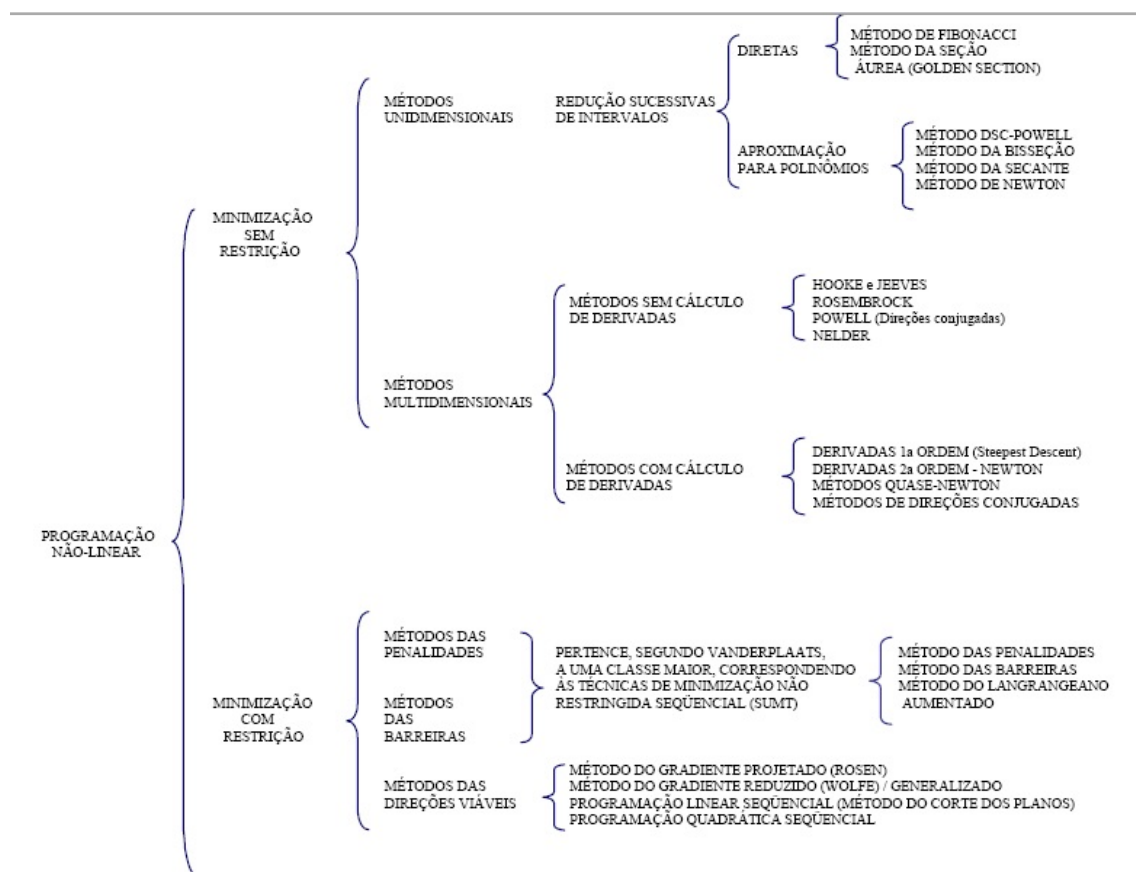 PROGRAMAÇÃO
NÃO-LINEAR
MINIMIZAÇÃO
SEM
RESTRIÇÃO
MÉTODOS
UNIDIMENSIONAIS
REDUÇÃO SUCESSIVAS
DE INTERVALOS
DIRETAS
MÉTODO DE FIBONACCI
MÉTODO DA SEÇÃO
ÁUREA (GOLDEN SECTION)
APROXIMAÇÃO
PARA POLINÔMIOS
MÉTODO DSC-POWELL
MÉTODO DA BISSEÇÃO
MÉTODO DA SECANTE
MÉTODO DE NEWTON
MÉTODOS
MULTIDIMENSIONAIS
MÉTODOS SEM CÁLCULO
DE DERIVADAS
HOOKE e JEEVES
ROSEMBROCK
POWELL (Direções conjugadas)
NELDER
MÉTODOS COM CÁLCULO
DE DERIVADAS
DERIVADAS 1a ORDEM (Steepest Descent)
DERIVADAS 2a ORDEM - NEWTON
MÉTODOS QUASE-NEWTON
MÉTODOS DE DIREÇÕES CONJUGADAS
MINIMIZAÇÃO
COM
RESTRIÇÃO
MÉTODOS DAS
PENALIDADES
MÉTODOS
DAS
BARREIRAS
PERTENCE, SEGUNDO VANDERPLAATS,
A UMA CLASSE MAIOR, CORRESPONDENDO
ÀS TÉCNICAS DE MINIMIZAÇÃO NÃO
RESTRINGIDA SEQÜENCIAL (SUMT)
MÉTODO DAS PENALIDADES
MÉTODO DAS BARREIRAS
MÉTODO DO LANGRANGEANO
AUMENTADO
MÉTODOS DAS
DIREÇÕES VIÁVEIS
MÉTODO DO GRADIENTE PROJETADO (ROSEN)
MÉTODO DO GRADIENTE REDUZIDO (WOLFE) / GENERALIZADO
PROGRAMAÇÃO LINEAR SEQÜENCIAL (MÉTODO DO CORTE DOS PLANOS)
PROGRAMAÇÃO QUADRÁTICA SEQÜENCIAL